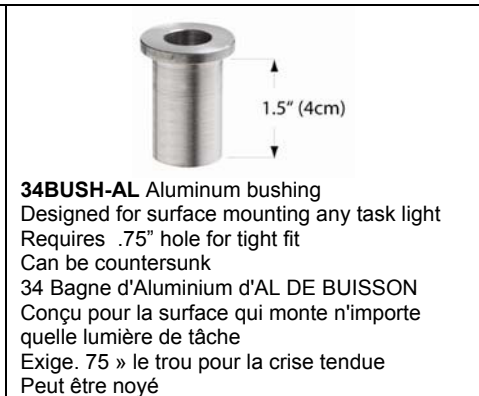 1.5" (4cm)
34BUSH-AL Aluminum bushing
Designed for surface mounting any task light
Requires .75" hole for tight fit
Can be countersunk
34 Bagne d'Aluminium d'AL DE BUISSON
Conçu pour la surface qui monte n'importe
quelle lumière de tâche
Exige. 75 » le trou pour la crise tendue
Peut être noyé